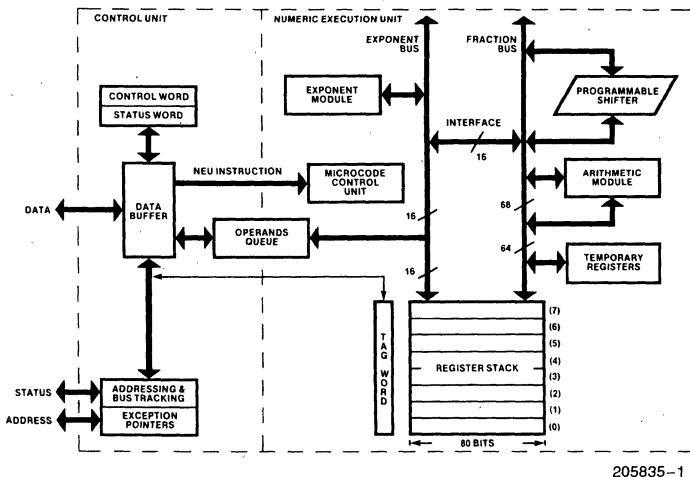 CONTROL UNIT
NUMERIC EXECUTION UNIT
EXPONENT
BUS
FRACTION
BUS
EXPONENT
MODULE
PROGRAMMABLE
SHIFTER
CONTROL WORD
STATUS WORD
INTERFACE
16
NEU INSTRUCTION
MICROCODE
CONTROL
UNIT
ARITHMETIC
MODULE
DATA
DATA
BUFFER
16
68
OPERANDS
QUEUE
64
TEMPORARY
REGISTERS
16
TAG WORD
REGISTER STACK
(7)
(6)
(5)
(4)
(3)
(2)
(1)
(0)
80 BITS
STATUS
ADDRESS
ADDRESSING &
BUS TRACKING
EXCEPTION
POINTERS
205835-1